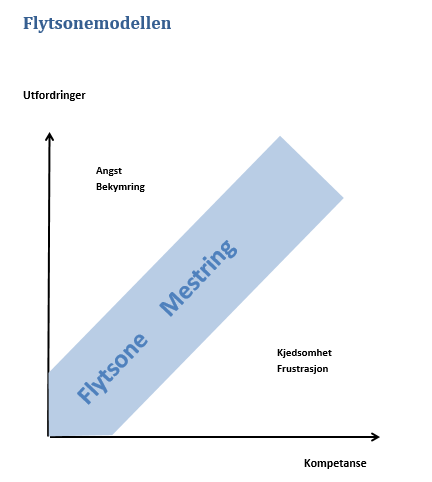 Flytsonemodellen
Utfordringer
Angst
Bekymring
Flytsone Mestring
Kjedsomhet
Frustrasjon
Kompetanse